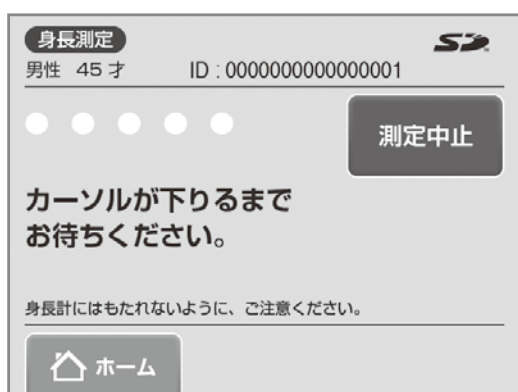 身長測定
SD
男性 45才 ID : 0000000000000001
測定中止
カーソルが下りるまで
お待ちください。
身長計にはもたれないように、ご注意ください。
ホーム